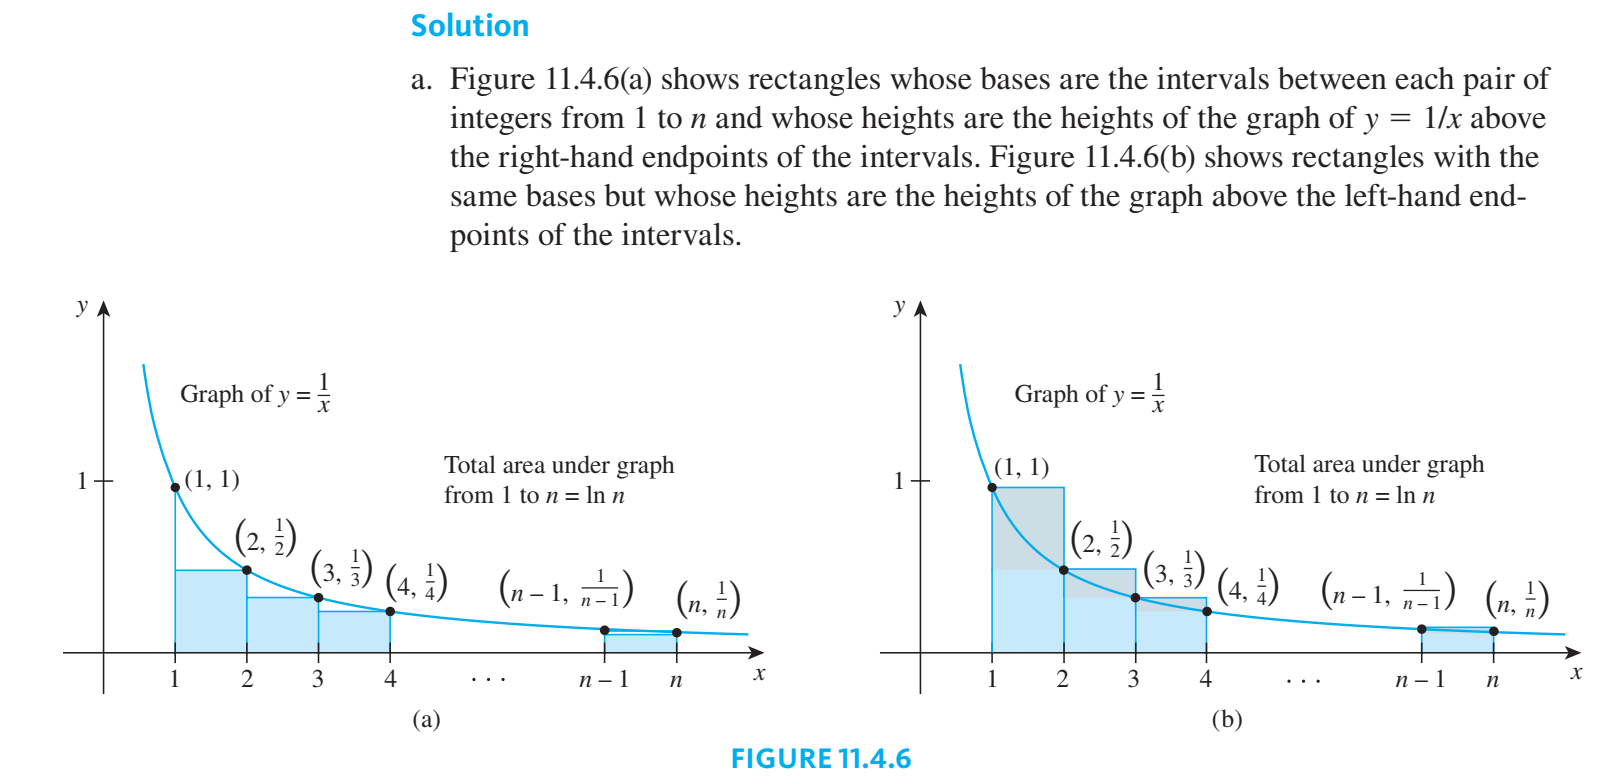 Solution
a. Figure 11.4.6(a) shows rectangles whose bases are the intervals between each pair of
integers from 1 to n and whose heights are the heights of the graph of y = 1/x above
the right-hand endpoints of the intervals. Figure 11.4.6(b) shows rectangles with the
same bases but whose heights are the heights of the graph above the left-hand end-
points of the intervals.
y
Graph of y = 1/x
Total area under graph
from 1 to n = ln n
1
(1, 1)
(2, 1/2)
(3, 1/3)
(4, 1/4)
(n – 1, 1/(n – 1))
(n, 1/n)
1 2 3 4 · · · n – 1 n x
(a)
y
Graph of y = 1/x
Total area under graph
from 1 to n = ln n
1
(1, 1)
(2, 1/2)
(3, 1/3)
(4, 1/4)
(n – 1, 1/(n – 1))
(n, 1/n)
1 2 3 4 · · · n – 1 n x
(b)
FIGURE 11.4.6